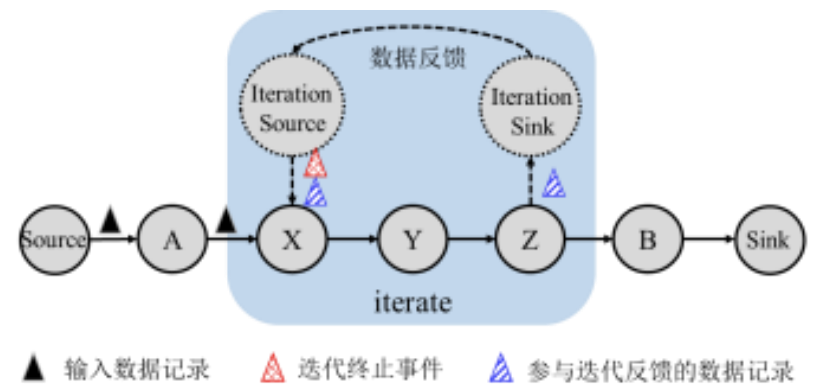 数据反馈
Iteration
Source
Iteration
Sink
Source
A
X
Y
Z
B
Sink
iterate
输入数据记录
迭代终止事件
参与迭代反馈的数据记录